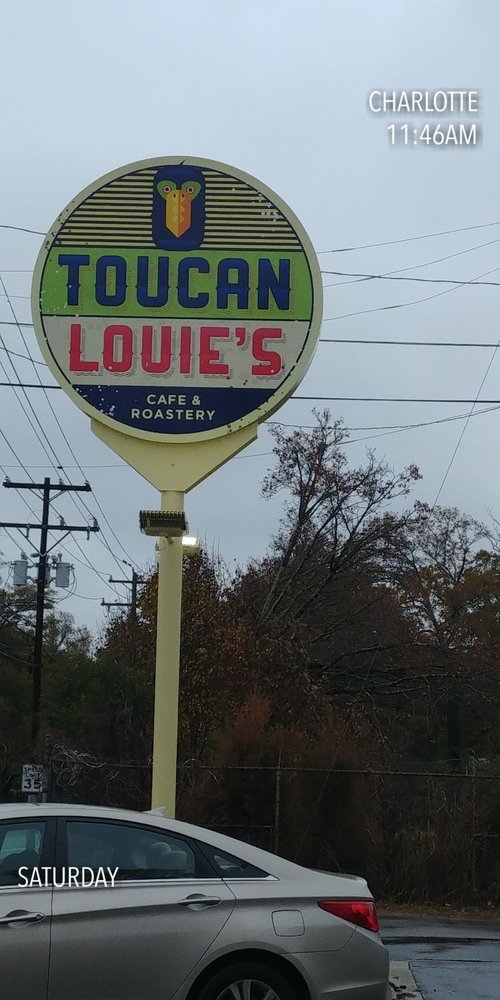 CHARLOTTE
11:46AM
TOUCAN
LOUIE'S
CAFE &
ROASTERY
35
SATURDAY